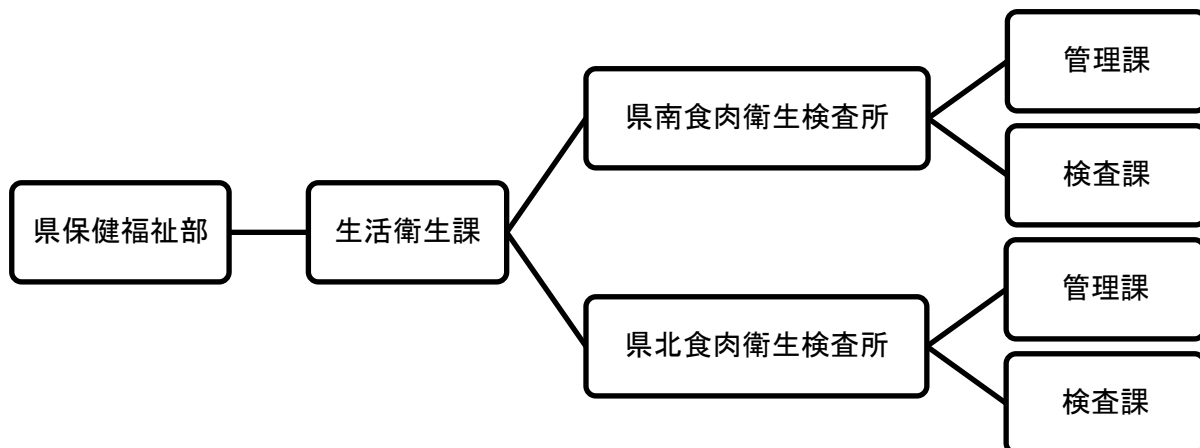 県保健福祉部
生活衛生課
県南食肉衛生検査所
管理課
検査課
県北食肉衛生検査所
管理課
検査課